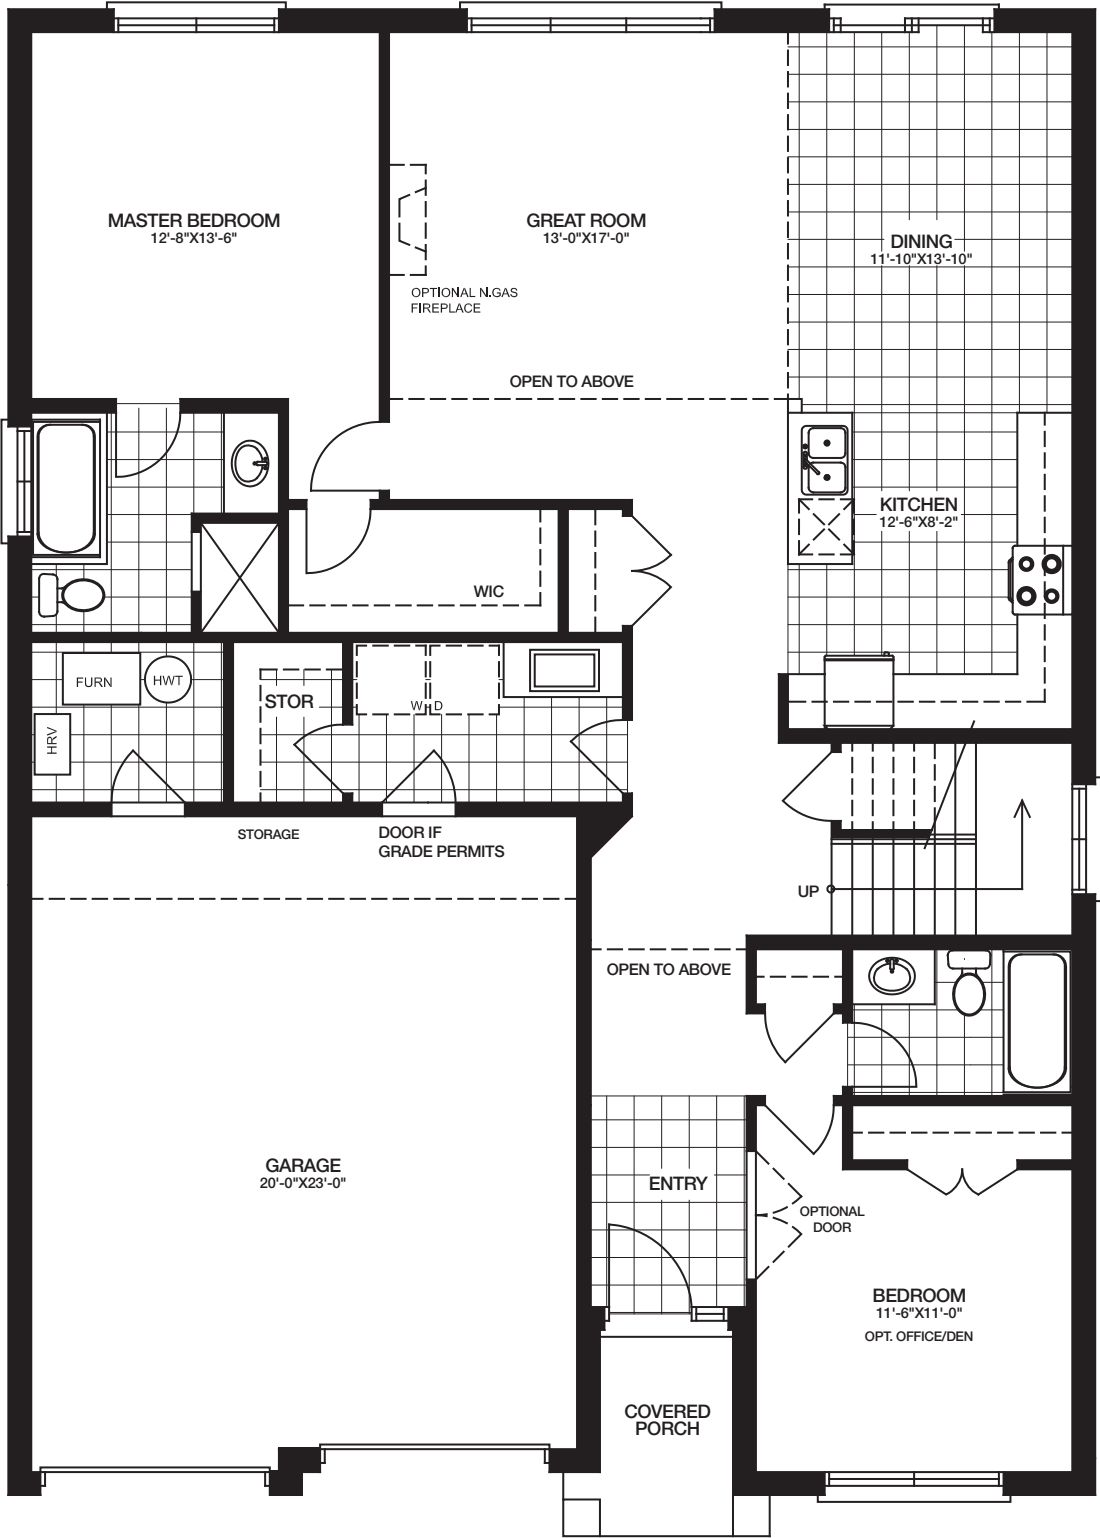 MASTER BEDROOM
12'-8"X13'-6"
GREAT ROOM
13'-0"X17'-0"
DINING
11'-10"X13'-10"
OPTIONAL N.GAS
FIREPLACE
OPEN TO ABOVE
KITCHEN
12'-6"X8'-2"
WIC
FURN
HWT
STOR
W
D
HRV
STORAGE
DOOR IF
GRADE PERMITS
UP
OPEN TO ABOVE
GARAGE
20'-0"X23'-0"
ENTRY
OPTIONAL
DOOR
BEDROOM
11'-6"X11'-0"
OPT. OFFICE/DEN
COVERED
PORCH